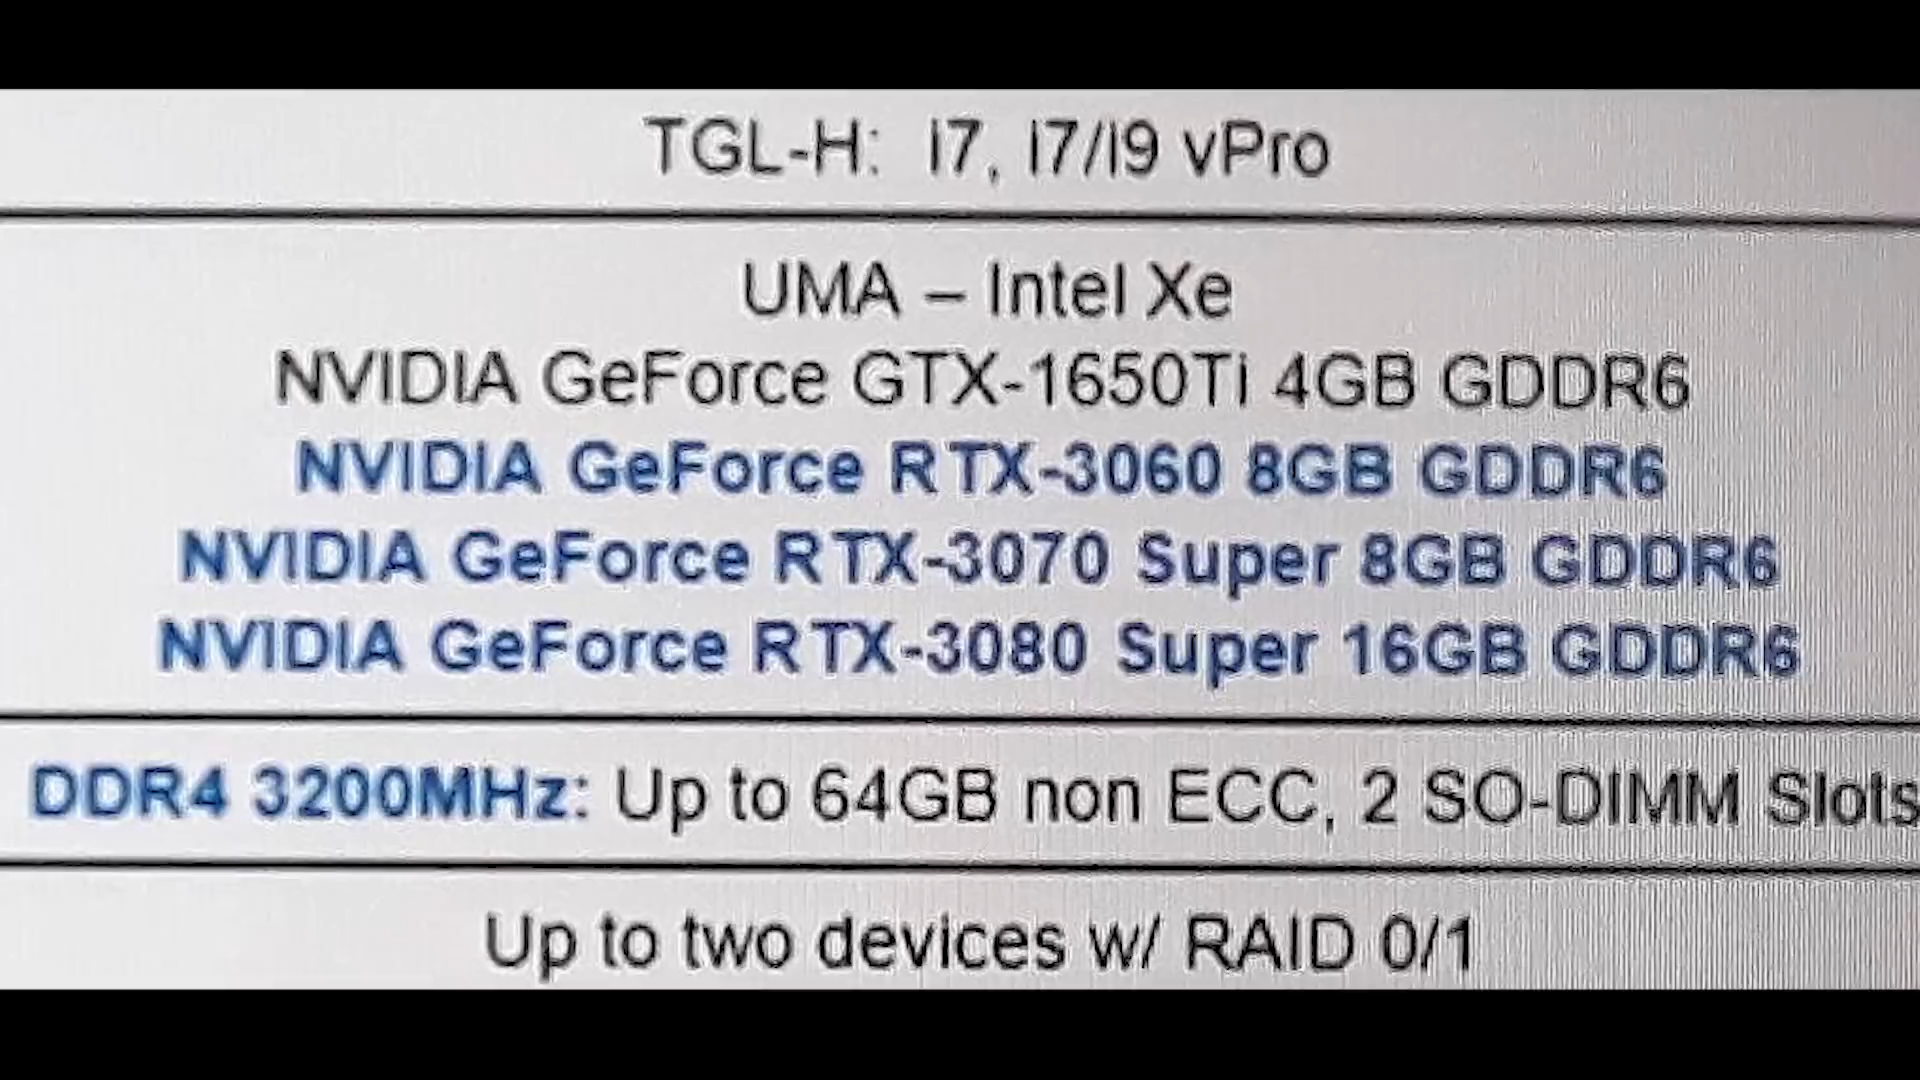 TGL-H: I7, I7/I9 vPro
UMA – Intel Xe
NVIDIA GeForce GTX-1650Ti 4GB GDDR6
NVIDIA GeForce RTX-3060 8GB GDDR6
NVIDIA GeForce RTX-3070 Super 8GB GDDR6
NVIDIA GeForce RTX-3080 Super 16GB GDDR6
DDR4 3200MHz: Up to 64GB non ECC, 2 SO-DIMM Slots
Up to two devices w/ RAID 0/1